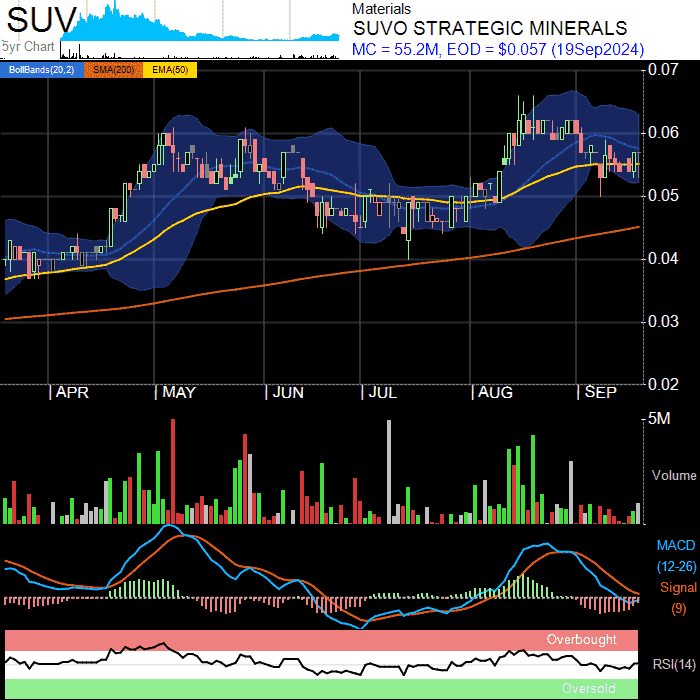 SUV
5yr Chart
Materials
SUVO STRATEGIC MINERALS
MC = 55.2M, EOD = $0.057 (19Sep2024)
BollBands(20,2) SMA(200) EMA(50)
0.07
0.06
0.05
0.04
0.03
0.02
APR MAY JUN JUL AUG SEP
5M
Volume
MACD
(12-26)
Signal
(9)
Overbought
RSI(14)
Oversold